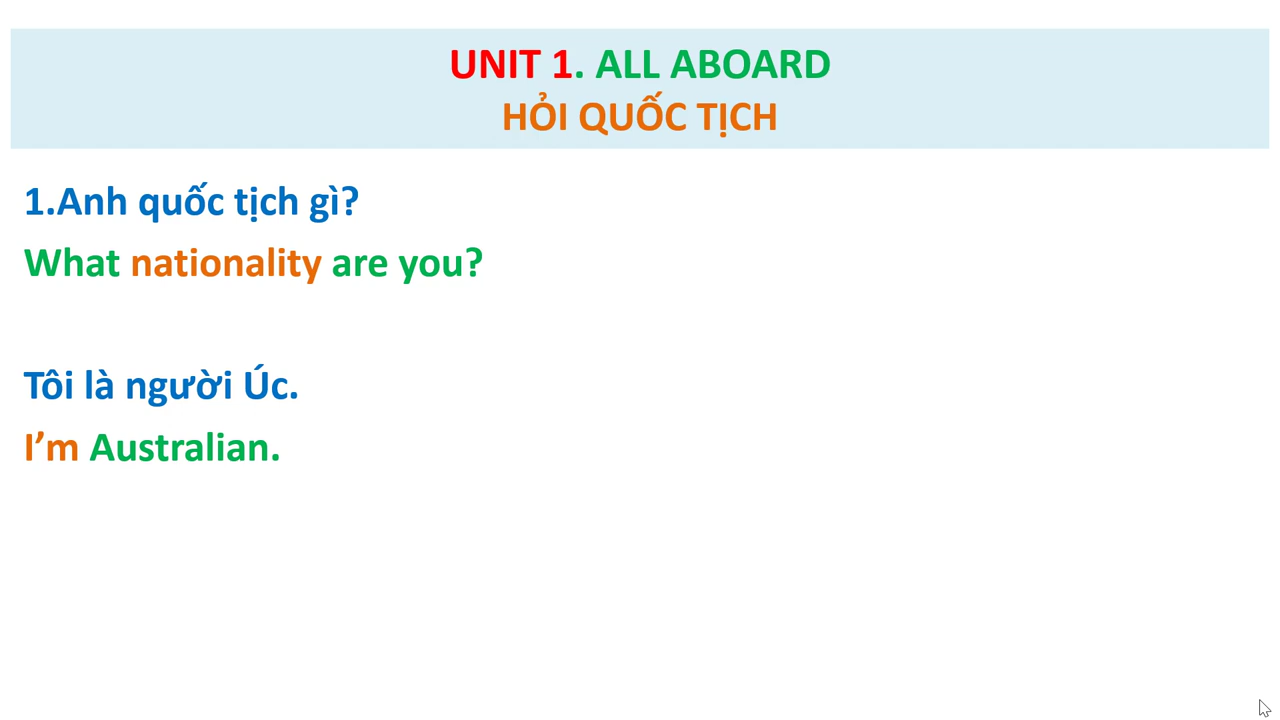 UNIT 1. ALL ABOARD
HỎI QUỐC TỊCH
1.Anh quốc tịch gì?
What nationality are you?
Tôi là người Úc.
I’m Australian.